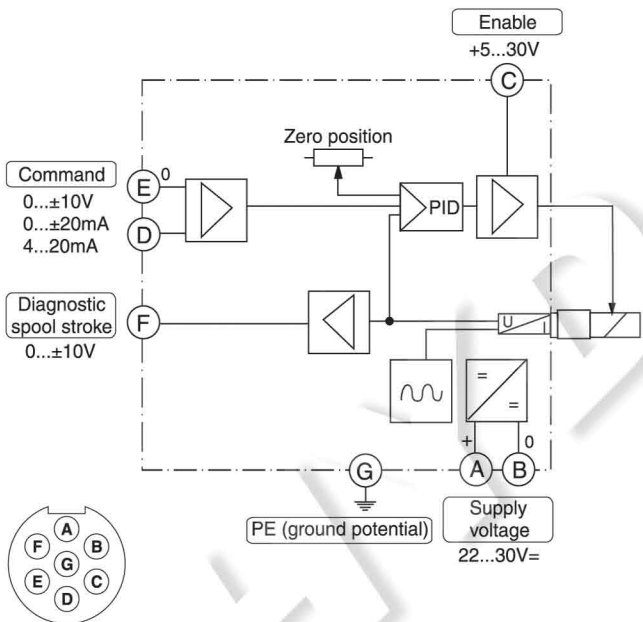 Enable
+5...30V
C
Zero position
Command
0...±10V
0...±20mA
4...20mA
E
0
D
PID
Diagnostic
spool stroke
0...±10V
F
U
I
=
=
+
0
A
B
G
PE (ground potential)
Supply
voltage
22...30V=
A
F
B
G
E
C
D